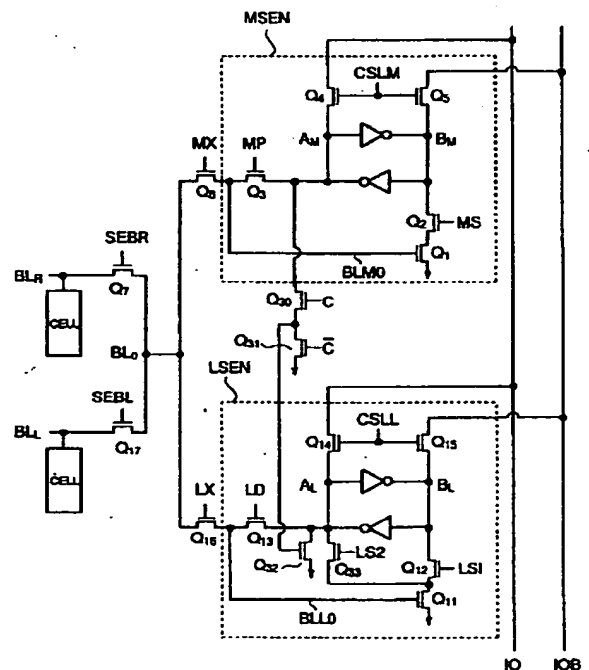 MSEN
CSLM
Q4
Q5
AM
BM
MX
MP
Q6
Q3
Q2
MS
Q1
BLM0
SEBR
BLR
Q7
CELL
Q30
C
Q31
C̄
BL0
LSEN
SEBL
BLL
Q17
CELL
CSLL
Q14
Q15
AL
BL
LX
LD
Q16
Q13
Q32
LS2
Q33
Q12
LS1
Q11
BLL0
IO
IOB